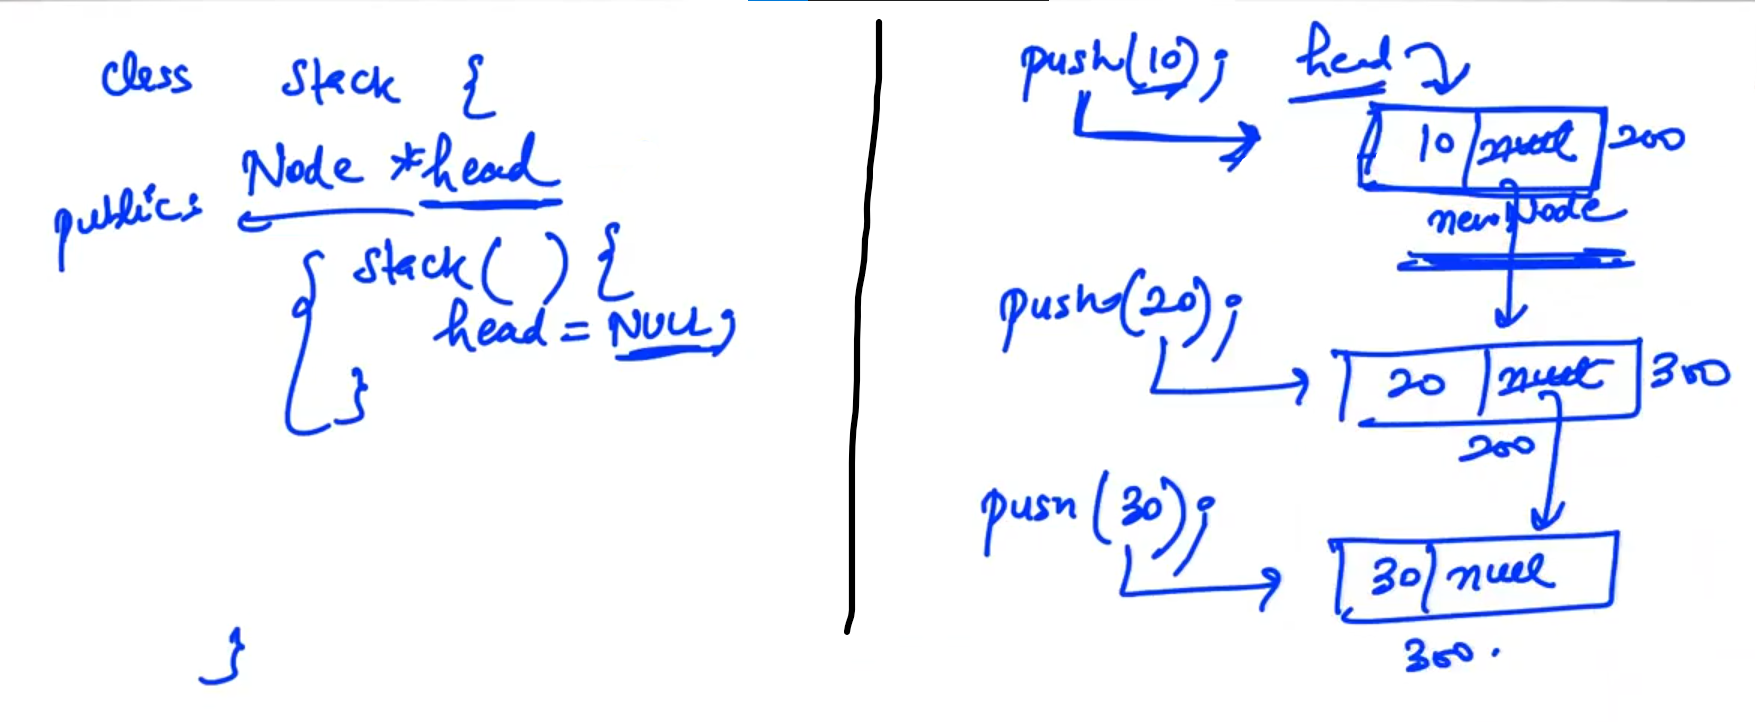 class Stack {
Node *head
public:
Stack( ) {
head = NULL;
}
}
push(10); head
10 null 200
newNode
push(20);
20 null 300
200
push(30);
30 null
300.